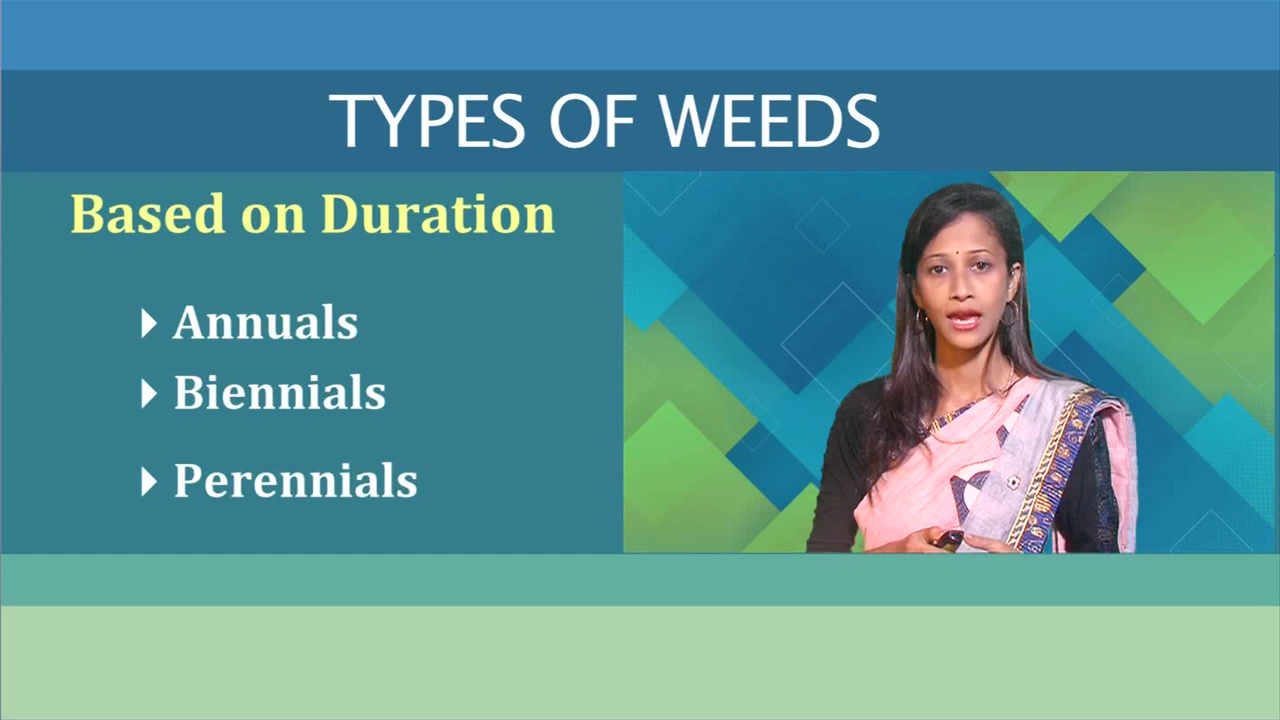 TYPES OF WEEDS
Based on Duration
Annuals
Biennials
Perennials